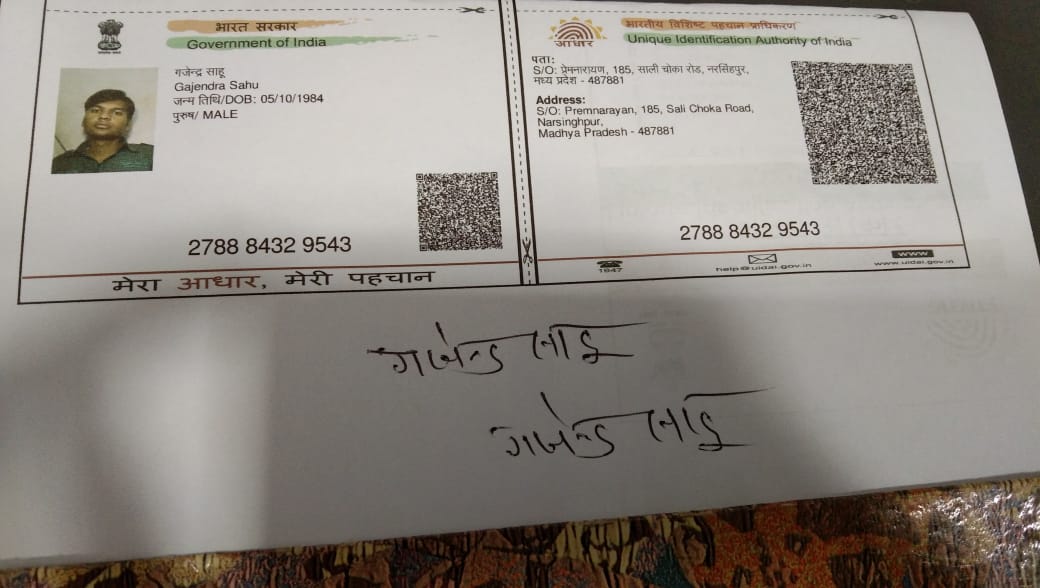 भारत सरकार
Government of India
गजेन्द्र साहू
Gajendra Sahu
जन्म तिथि/DOB: 05/10/1984
पुरुष/ MALE
2788 8432 9543
मेरा आधार, मेरी पहचान
भारतीय विशिष्ट पहचान प्राधिकरण
आधार
Unique Identification Authority of India
पता:
S/O: प्रेमनारायण, 185, साली चोका रोड, नरसिंहपुर,
मध्य प्रदेश - 487881
Address:
S/O: Premnarayan, 185, Sali Choka Road,
Narsinghpur,
Madhya Pradesh - 487881
2788 8432 9543
1947
help@uidai.gov.in
www
www.uidai.gov.in
गजेन्द्र साहू
गजेन्द्र साहू